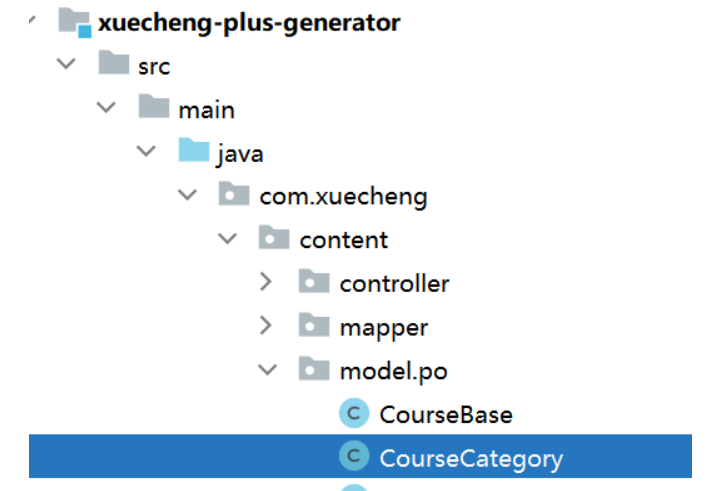 xuecheng-plus-generator
src
main
java
com.xuecheng
content
controller
mapper
model.po
C CourseBase
C CourseCategory